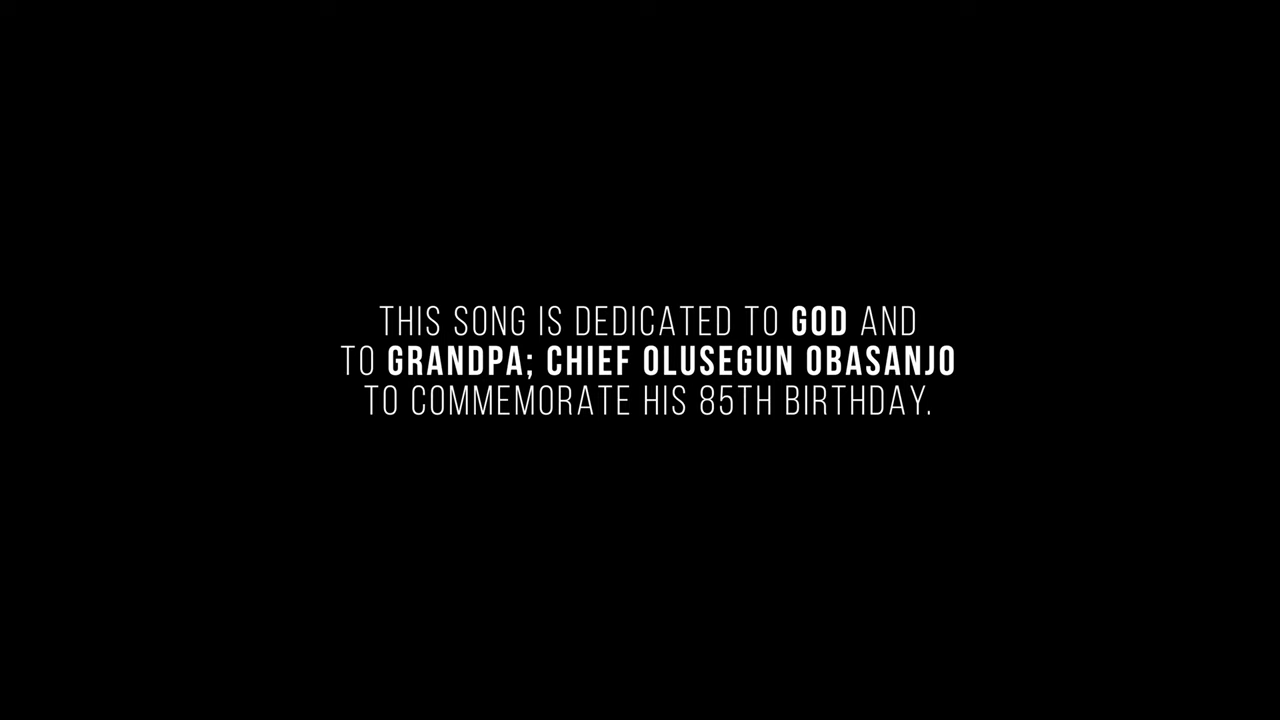 THIS SONG IS DEDICATED TO GOD AND
TO GRANDPA; CHIEF OLUSEGUN OBASANJO
TO COMMEMORATE HIS 85TH BIRTHDAY.